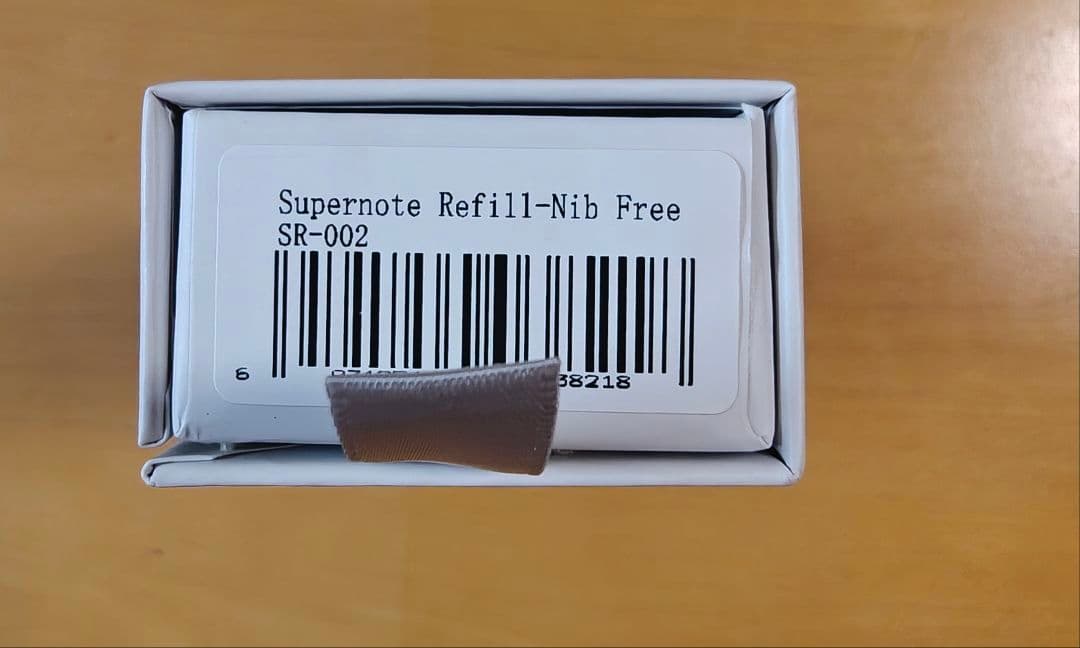 Supernote Refill-Nib Free
SR-002
6 38218